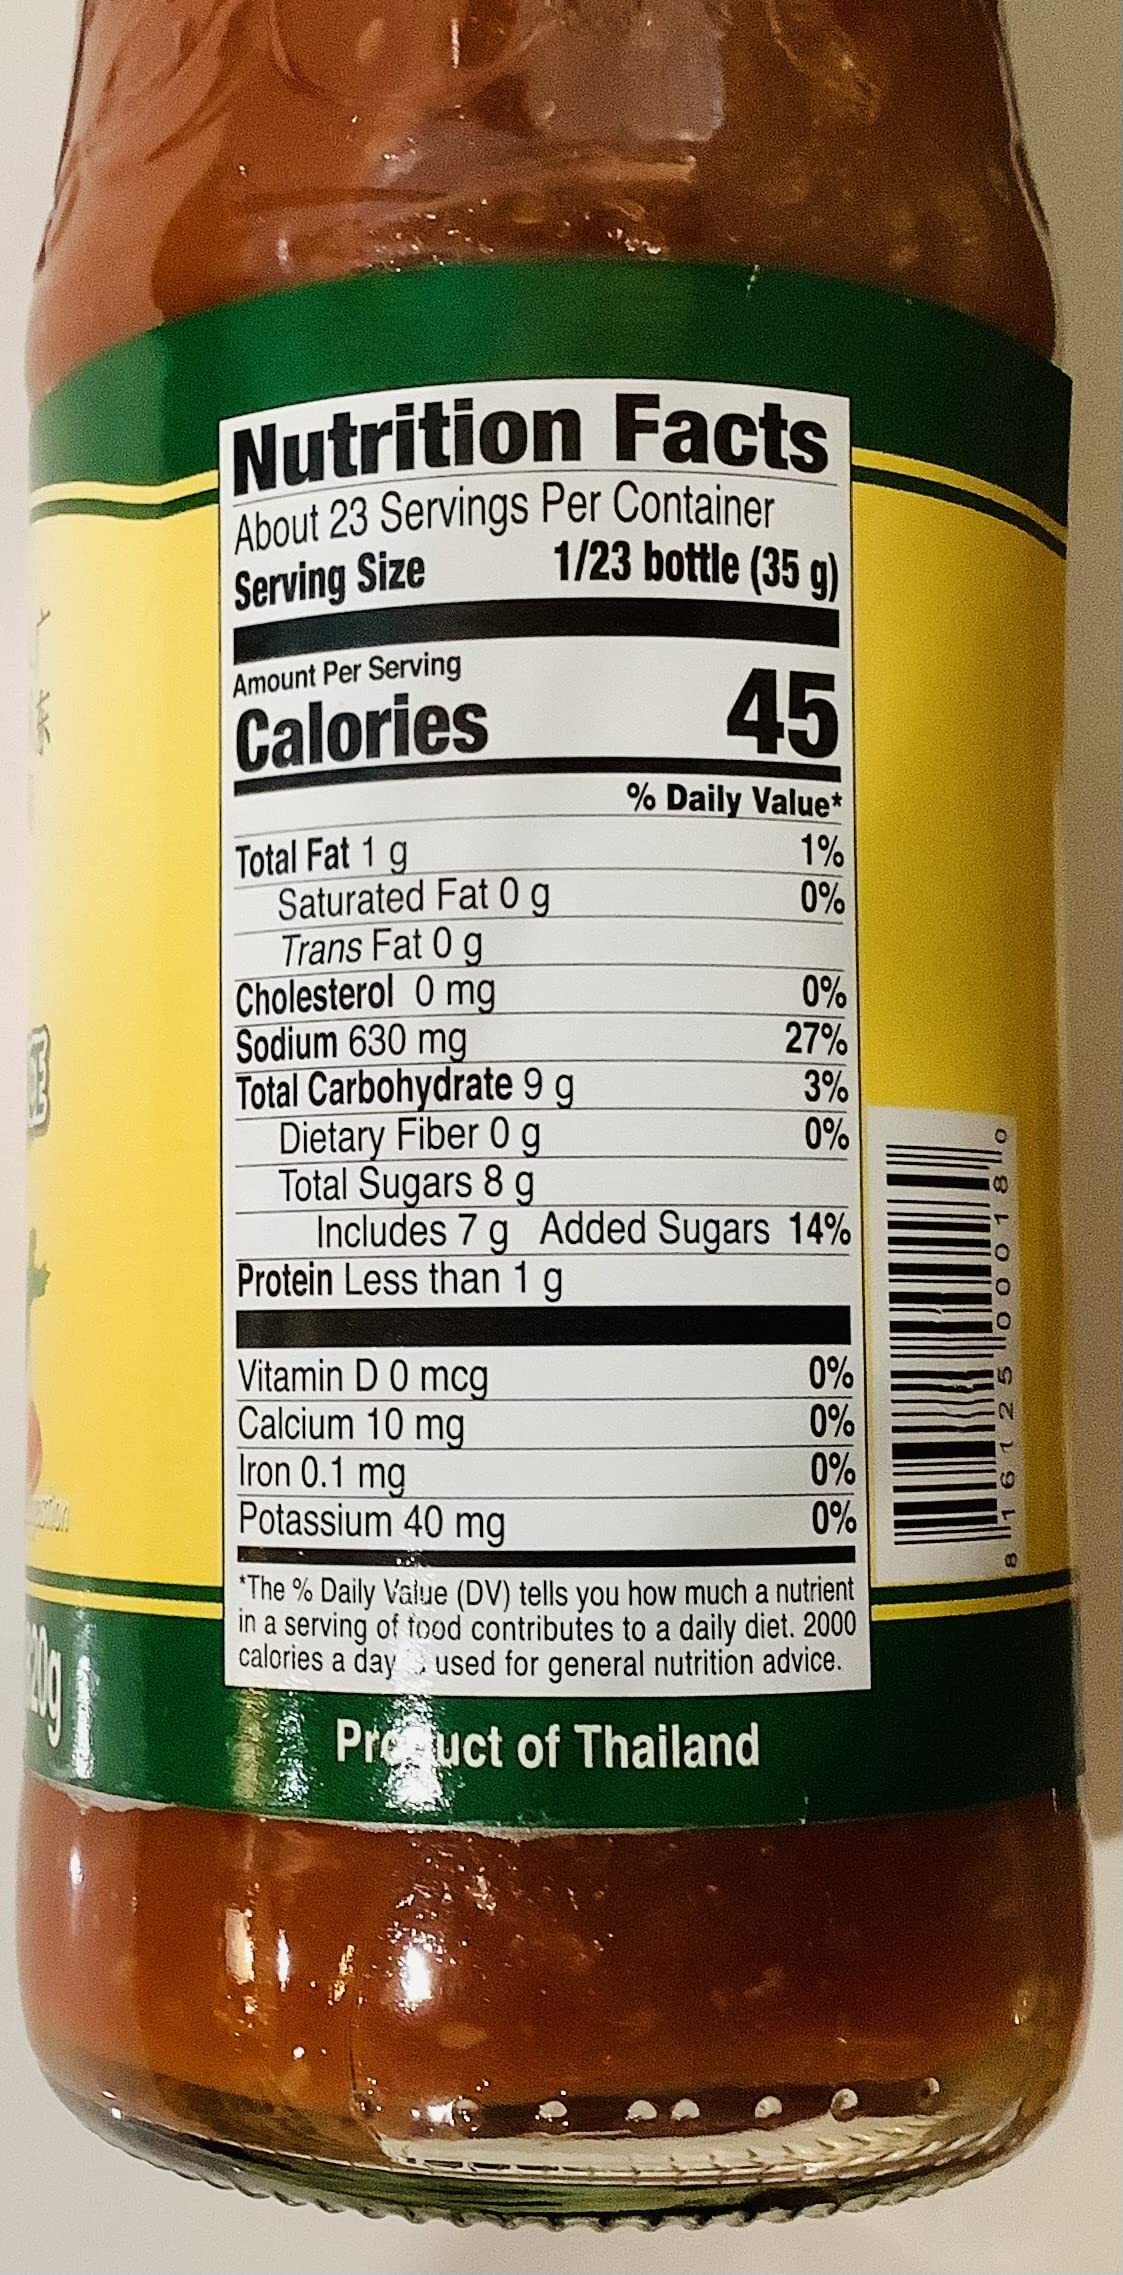 Nutrition Facts
About 23 Servings Per Container
Serving Size 1/23 bottle (35 g)
Amount Per Serving
Calories 45
% Daily Value*
Total Fat 1 g 1%
Saturated Fat 0 g 0%
Trans Fat 0 g
Cholesterol 0 mg 0%
Sodium 630 mg 27%
Total Carbohydrate 9 g 3%
Dietary Fiber 0 g 0%
Total Sugars 8 g
Includes 7 g Added Sugars 14%
Protein Less than 1 g
Vitamin D 0 mcg 0%
Calcium 10 mg 0%
Iron 0.1 mg 0%
Potassium 40 mg 0%
*The % Daily Value (DV) tells you how much a nutrient
in a serving of food contributes to a daily diet. 2000
calories a day used for general nutrition advice.
Product of Thailand
8 16125 00018 0
20g